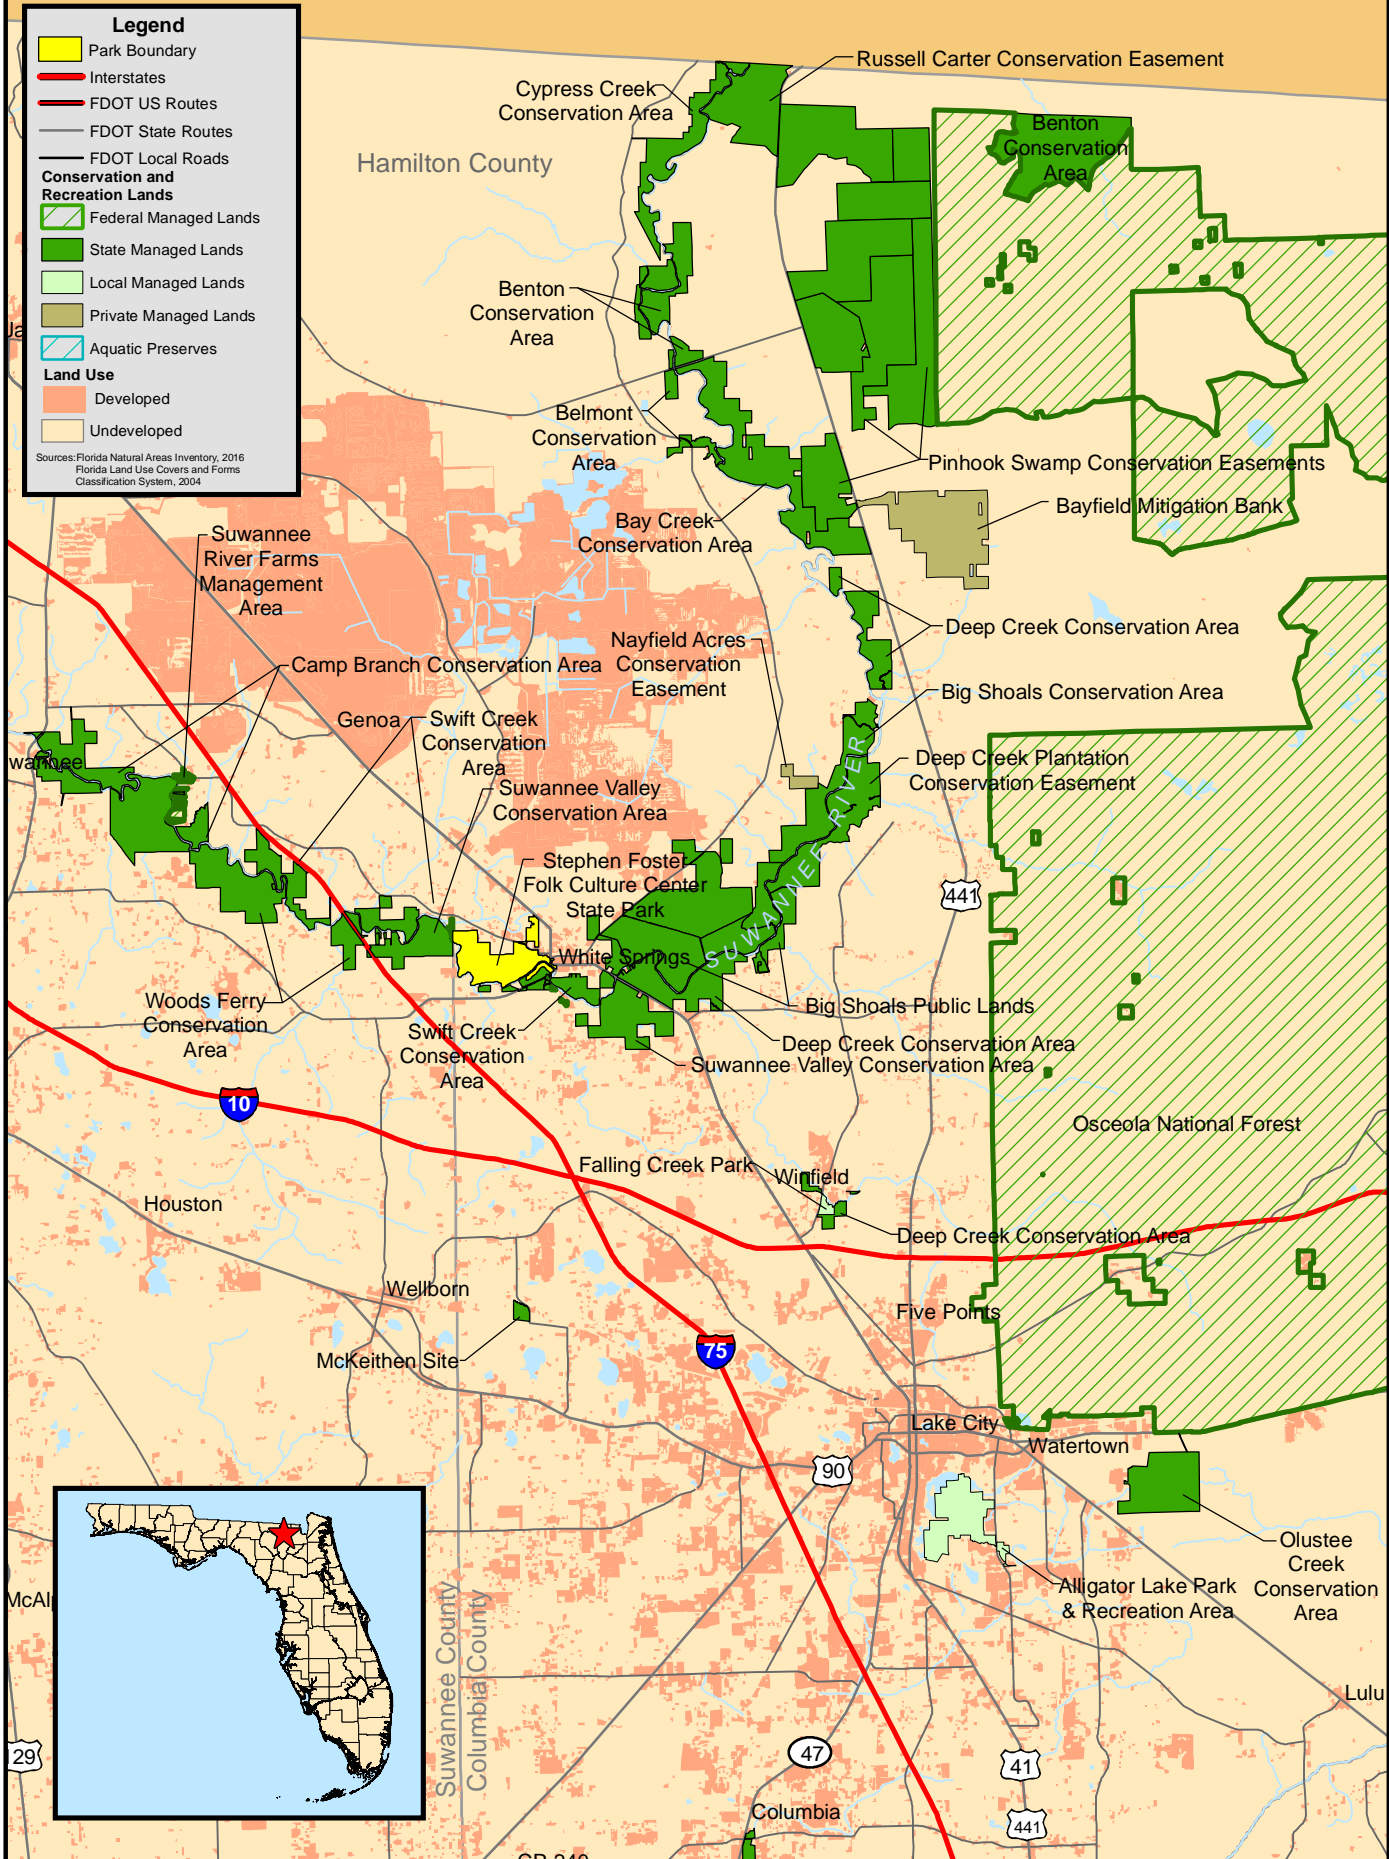 Legend
Park Boundary
Interstates
FDOT US Routes
FDOT State Routes
FDOT Local Roads
Conservation and
Recreation Lands
Federal Managed Lands
State Managed Lands
Local Managed Lands
Private Managed Lands
Aquatic Preserves
Land Use
Developed
Undeveloped
Sources: Florida Natural Areas Inventory, 2016
Florida Land Use Covers and Forms
Classification System, 2004
Russell Carter Conservation Easement
Cypress Creek
Conservation Area
Hamilton County
Benton
Conservation
Area
Benton
Conservation
Area
Ja
Belmont
Conservation
Area
Pinhook Swamp Conservation Easements
Bayfield Mitigation Bank
Bay Creek
Conservation Area
Suwannee
River Farms
Management
Area
Deep Creek Conservation Area
Nayfield Acres
Conservation
Easement
Camp Branch Conservation Area
Big Shoals Conservation Area
Genoa
Swift Creek
Conservation
Area
wannee
Deep Creek Plantation
Conservation Easement
Suwannee Valley
Conservation Area
SUWANNEE RIVER
Stephen Foster
Folk Culture Center
State Park
441
White Springs
Woods Ferry
Conservation
Area
Big Shoals Public Lands
Swift Creek
Conservation
Area
Deep Creek Conservation Area
Suwannee Valley Conservation Area
10
Osceola National Forest
Falling Creek Park
Winfield
Houston
Deep Creek Conservation Area
Wellborn
Five Points
McKeithen Site
75
Lake City
Watertown
90
Olustee
Creek
Conservation
Area
Alligator Lake Park
& Recreation Area
McAlp
Suwannee County
Columbia County
Lulu
129
47
41
Columbia
441
CR 240